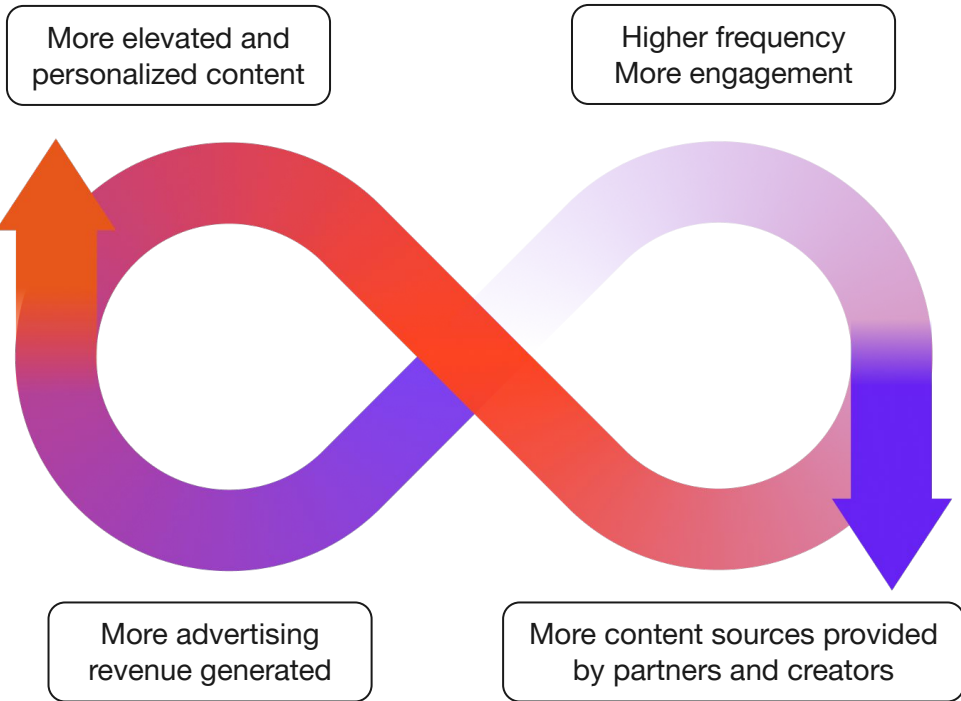 More elevated and
personalized content
Higher frequency
More engagement
More advertising
revenue generated
More content sources provided
by partners and creators